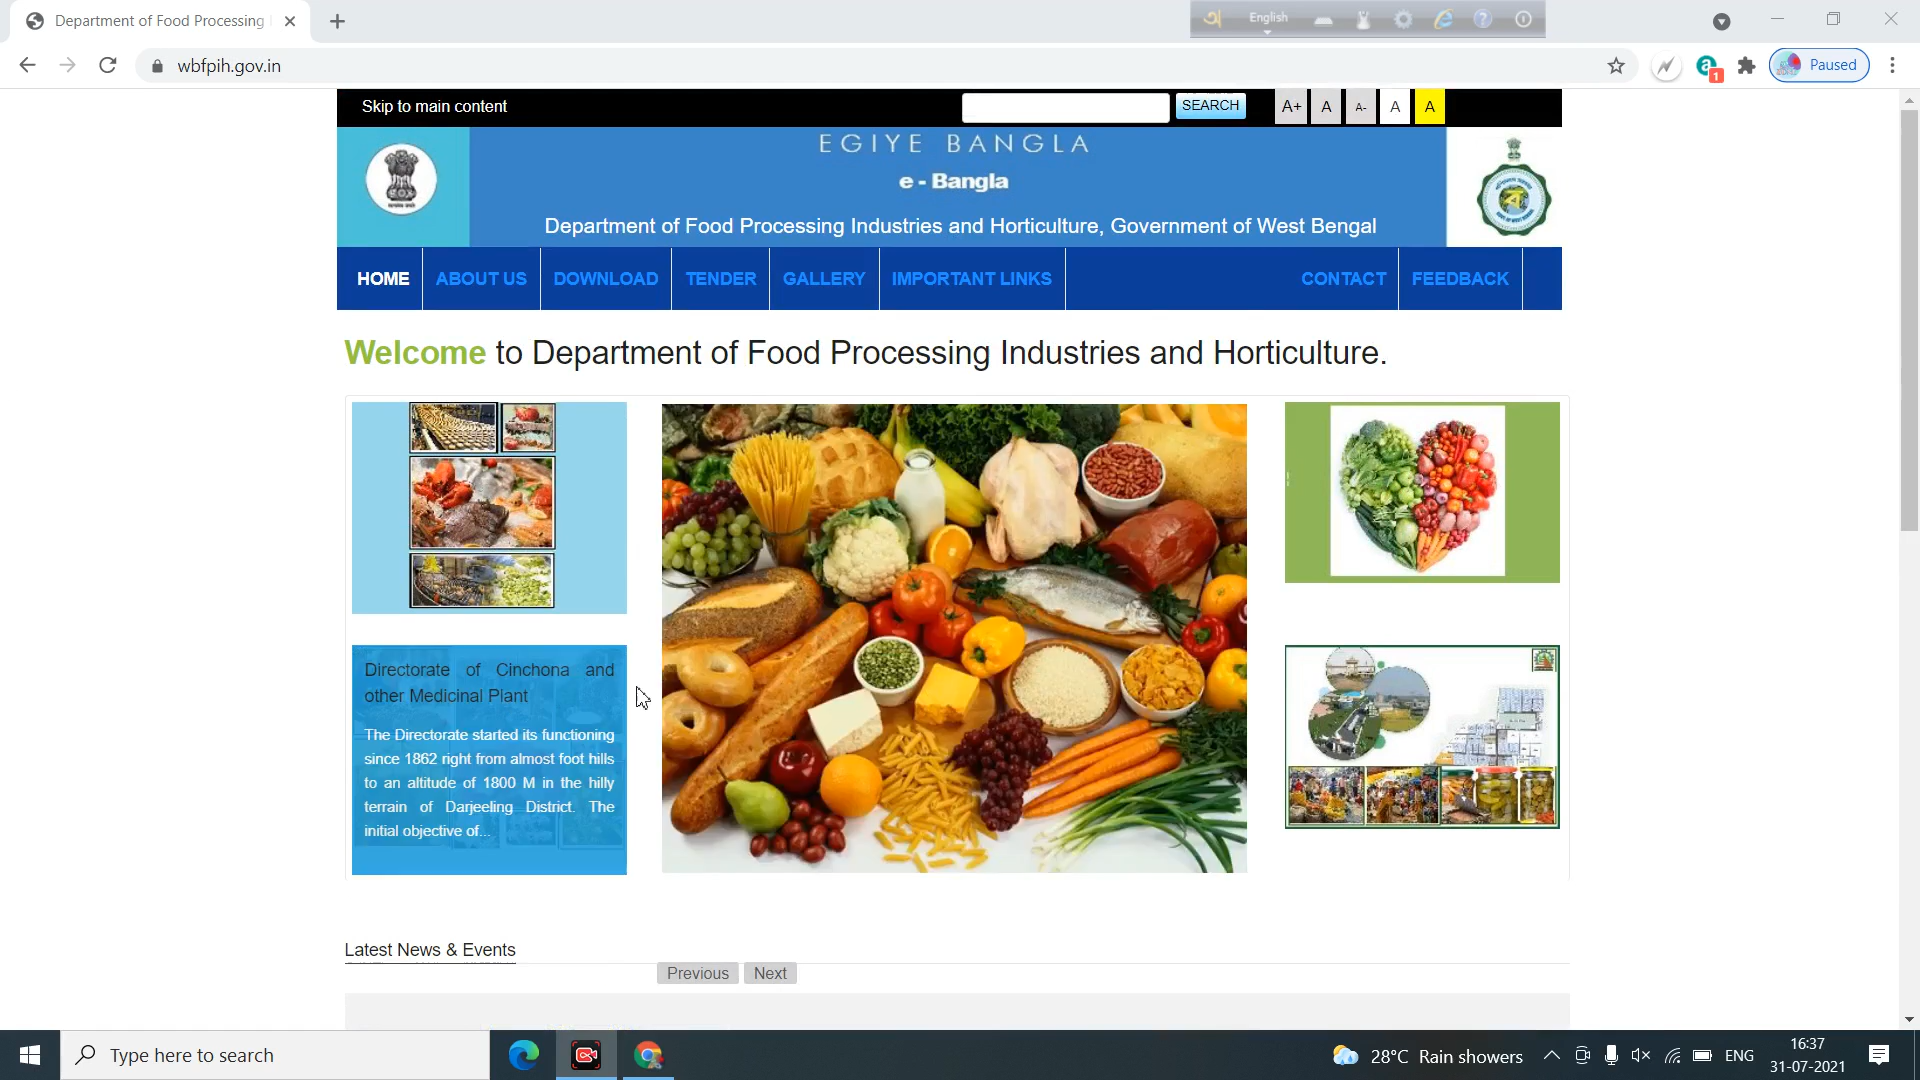 Department of Food Processing
English
wbfpih.gov.in
1
Paused
Skip to main content
SEARCH
A+
A
A-
A
A
EGIYE BANGLA
e - Bangla
Department of Food Processing Industries and Horticulture, Government of West Bengal
HOME
ABOUT US
DOWNLOAD
TENDER
GALLERY
IMPORTANT LINKS
CONTACT
FEEDBACK
Welcome to Department of Food Processing Industries and Horticulture.
Directorate of Cinchona and
other Medicinal Plant
The Directorate started its functioning
since 1862 right from almost foot hills
to an altitude of 1800 M in the hilly
terrain of Darjeeling District. The
initial objective of...
Latest News & Events
Previous
Next
Type here to search
28°C Rain showers
ENG
16:37
31-07-2021